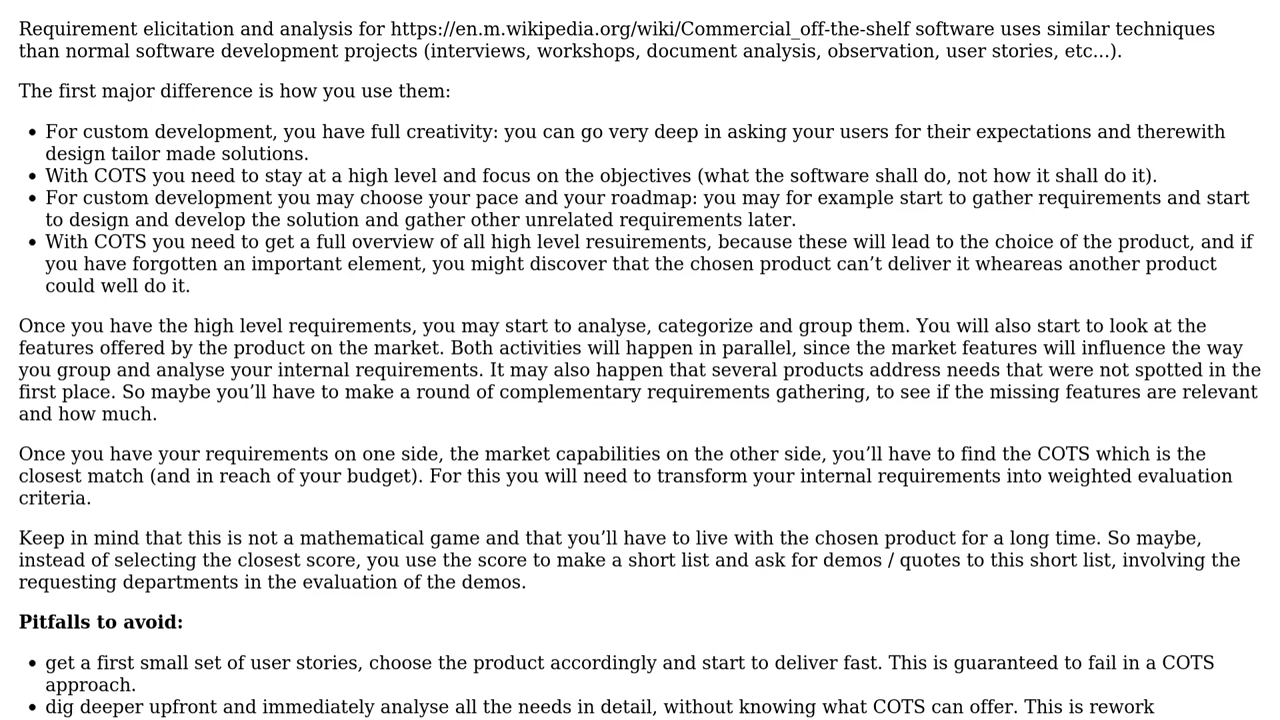 Requirement elicitation and analysis for https://en.m.wikipedia.org/wiki/Commercial_off-the-shelf software uses similar techniques
than normal software development projects (interviews, workshops, document analysis, observation, user stories, etc...).
The first major difference is how you use them:
• For custom development, you have full creativity: you can go very deep in asking your users for their expectations and therewith
design tailor made solutions.
• With COTS you need to stay at a high level and focus on the objectives (what the software shall do, not how it shall do it).
• For custom development you may choose your pace and your roadmap: you may for example start to gather requirements and start
to design and develop the solution and gather other unrelated requirements later.
• With COTS you need to get a full overview of all high level resuirements, because these will lead to the choice of the product, and if
you have forgotten an important element, you might discover that the chosen product can’t deliver it wheareas another product
could well do it.
Once you have the high level requirements, you may start to analyse, categorize and group them. You will also start to look at the
features offered by the product on the market. Both activities will happen in parallel, since the market features will influence the way
you group and analyse your internal requirements. It may also happen that several products address needs that were not spotted in the
first place. So maybe you’ll have to make a round of complementary requirements gathering, to see if the missing features are relevant
and how much.
Once you have your requirements on one side, the market capabilities on the other side, you’ll have to find the COTS which is the
closest match (and in reach of your budget). For this you will need to transform your internal requirements into weighted evaluation
criteria.
Keep in mind that this is not a mathematical game and that you’ll have to live with the chosen product for a long time. So maybe,
instead of selecting the closest score, you use the score to make a short list and ask for demos / quotes to this short list, involving the
requesting departments in the evaluation of the demos.
Pitfalls to avoid:
• get a first small set of user stories, choose the product accordingly and start to deliver fast. This is guaranteed to fail in a COTS
approach.
• dig deeper upfront and immediately analyse all the needs in detail, without knowing what COTS can offer. This is rework